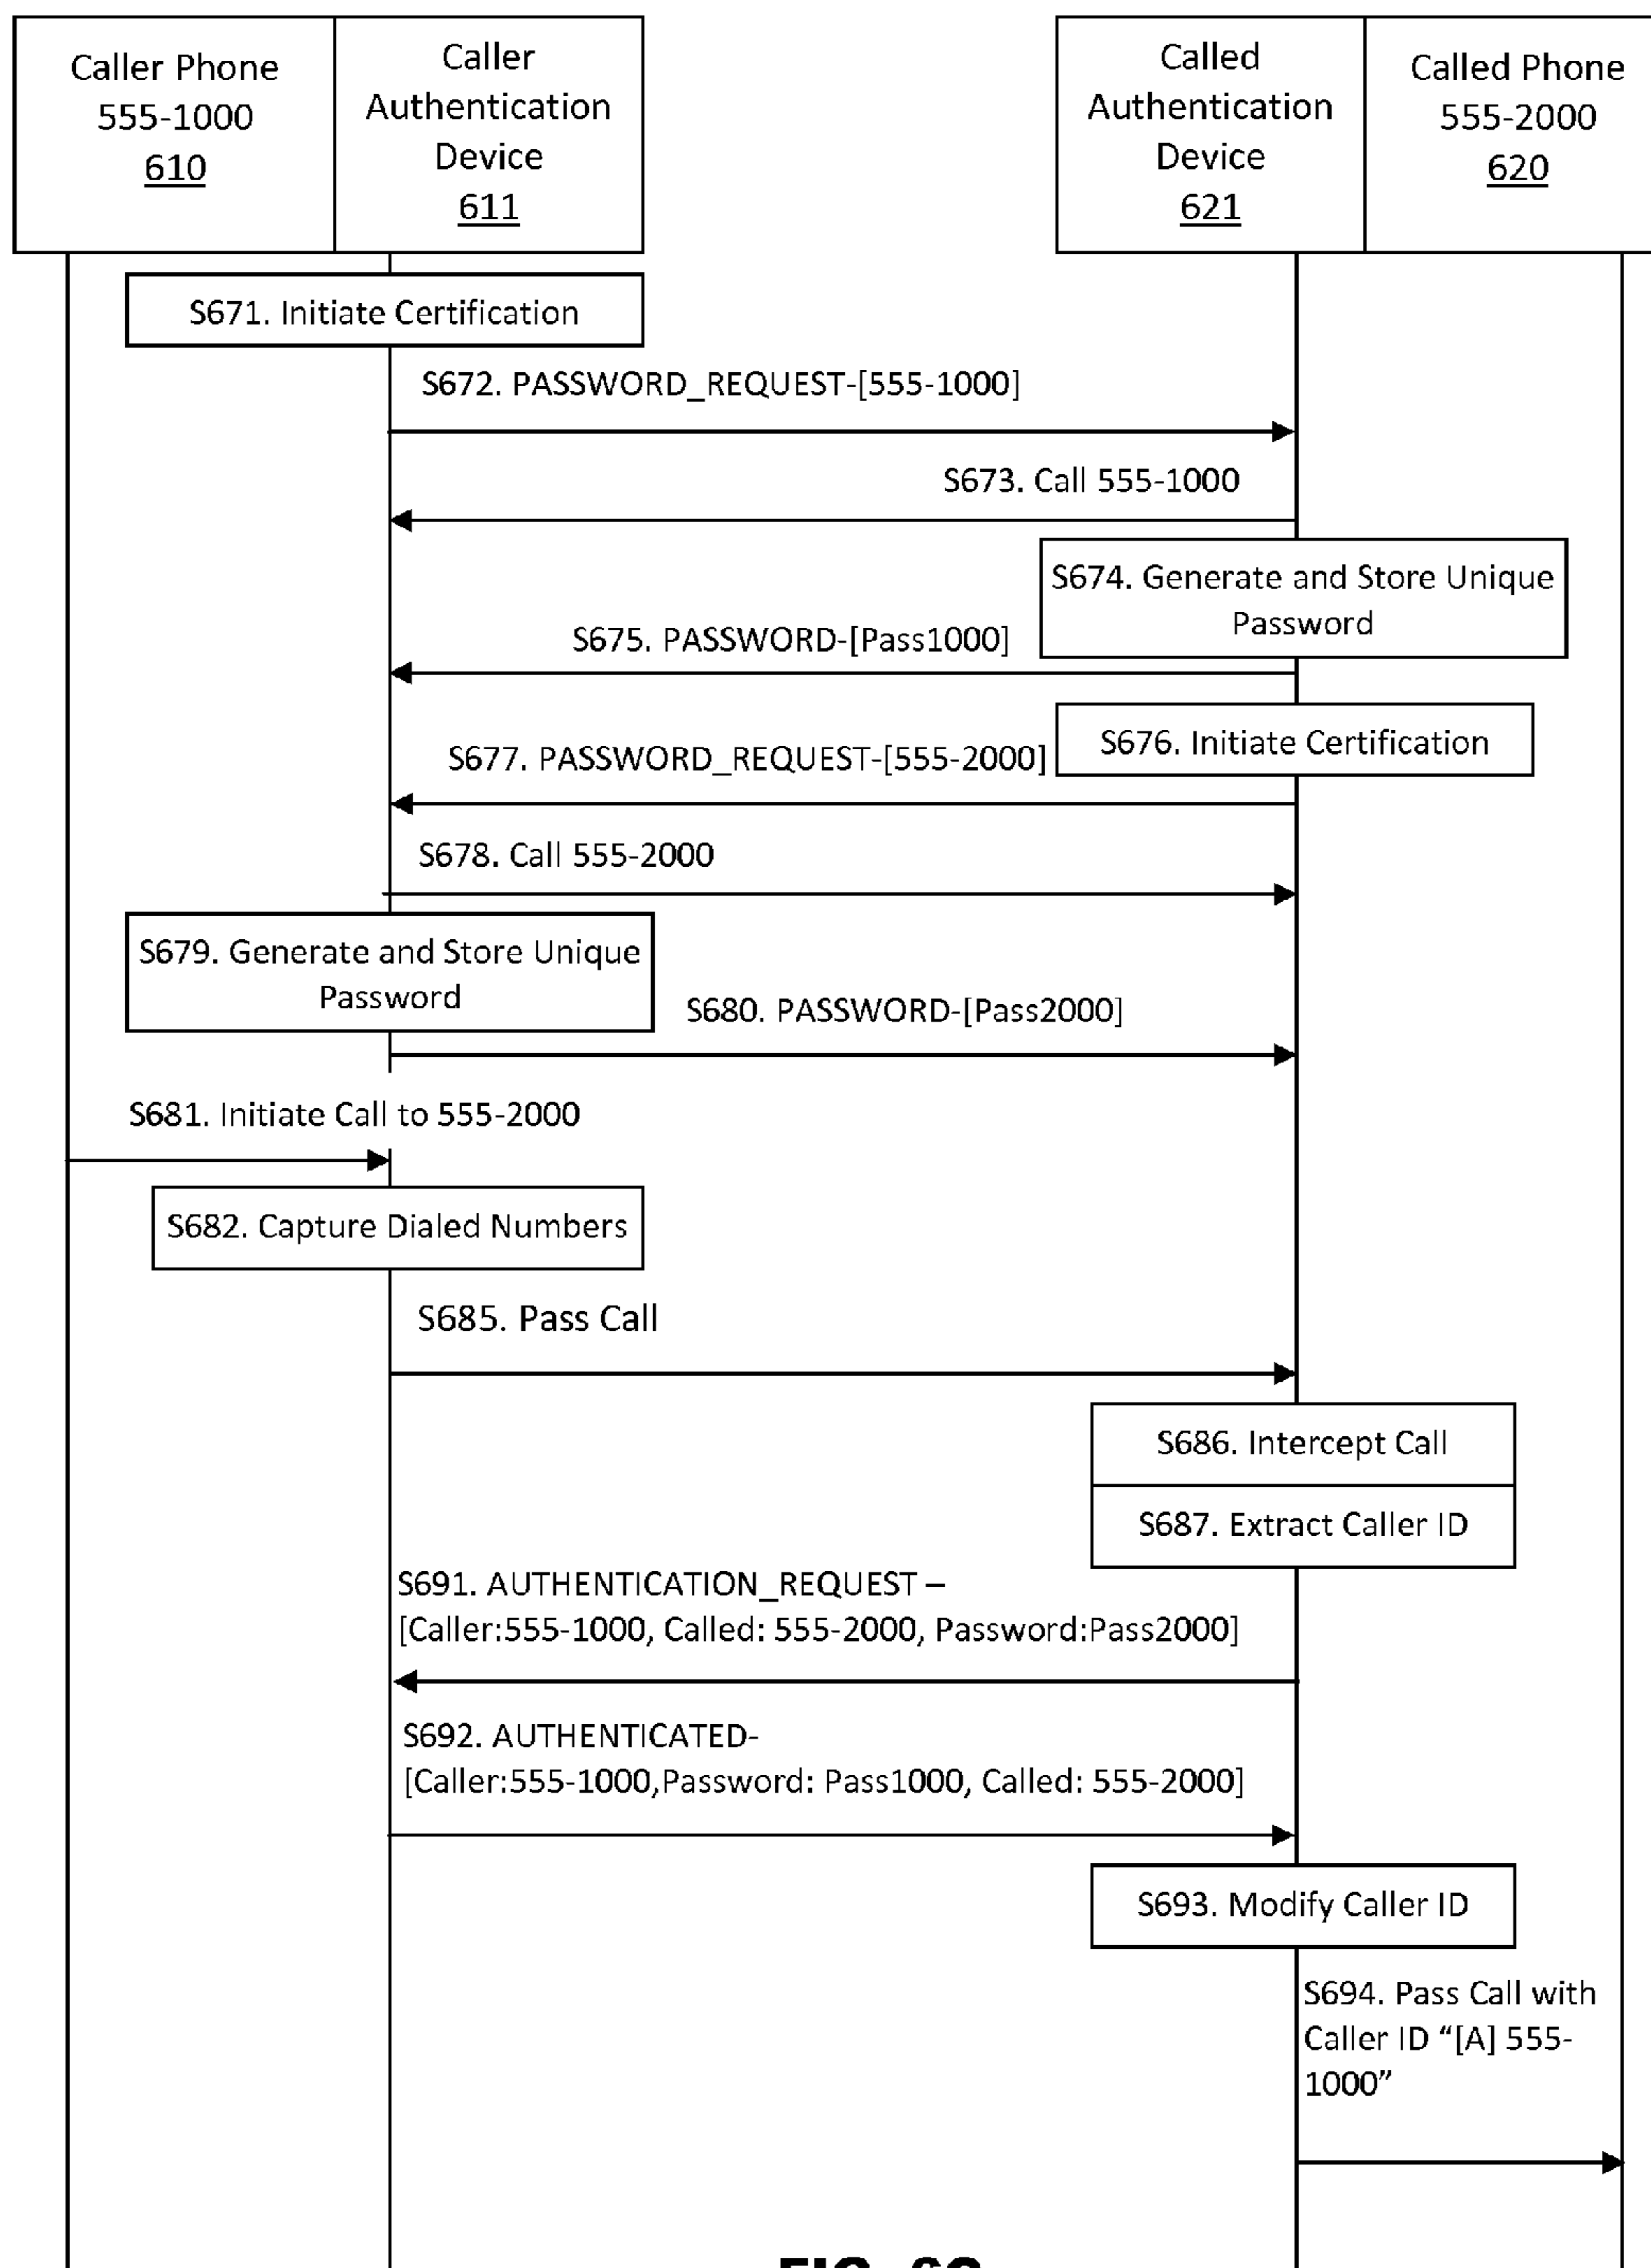 Caller Phone
555-1000
610
Caller
Authentication
Device
611
Called
Authentication
Device
621
Called Phone
555-2000
620
S671. Initiate Certification
S672. PASSWORD_REQUEST-[555-1000]
S673. Call 555-1000
S674. Generate and Store Unique
Password
S675. PASSWORD-[Pass1000]
S676. Initiate Certification
S677. PASSWORD_REQUEST-[555-2000]
S678. Call 555-2000
S679. Generate and Store Unique
Password
S680. PASSWORD-[Pass2000]
S681. Initiate Call to 555-2000
S682. Capture Dialed Numbers
S685. Pass Call
S686. Intercept Call
S687. Extract Caller ID
S691. AUTHENTICATION_REQUEST –
[Caller:555-1000, Called: 555-2000, Password:Pass2000]
S692. AUTHENTICATED-
[Caller:555-1000,Password: Pass1000, Called: 555-2000]
S693. Modify Caller ID
S694. Pass Call with
Caller ID “[A] 555-
1000”